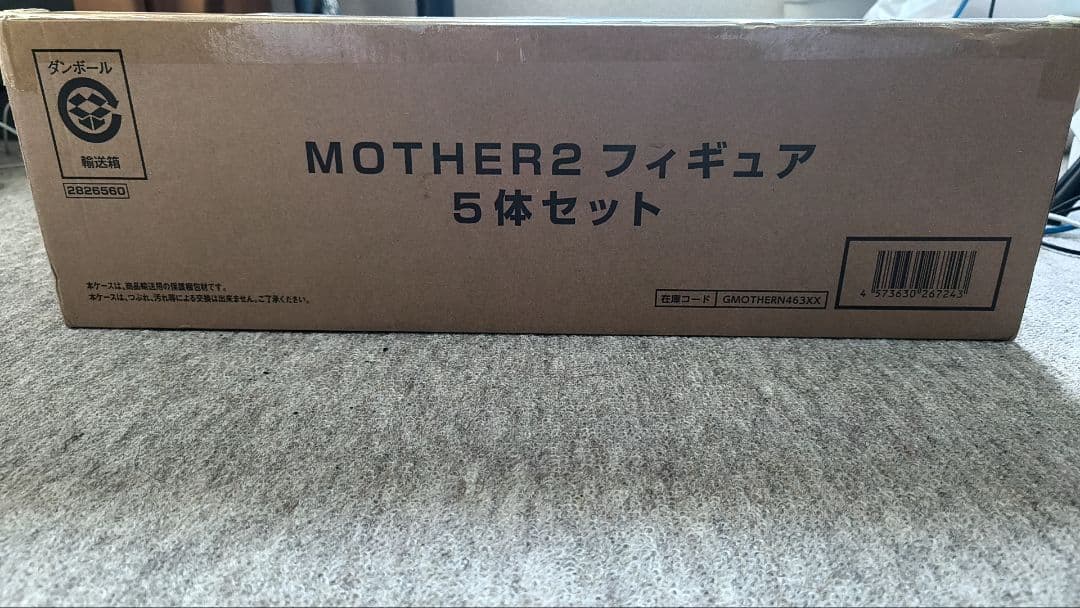 ダンボール
輸送箱
2826560
MOTHER2 フィギュア
5体セット
本ケースは、商品輸送用の保護梱包材です。
本ケースは、つぶれ、汚れ等による交換は出来ません。ご了承ください。
在庫コード GMOTHERN463XX
4 573630 267243